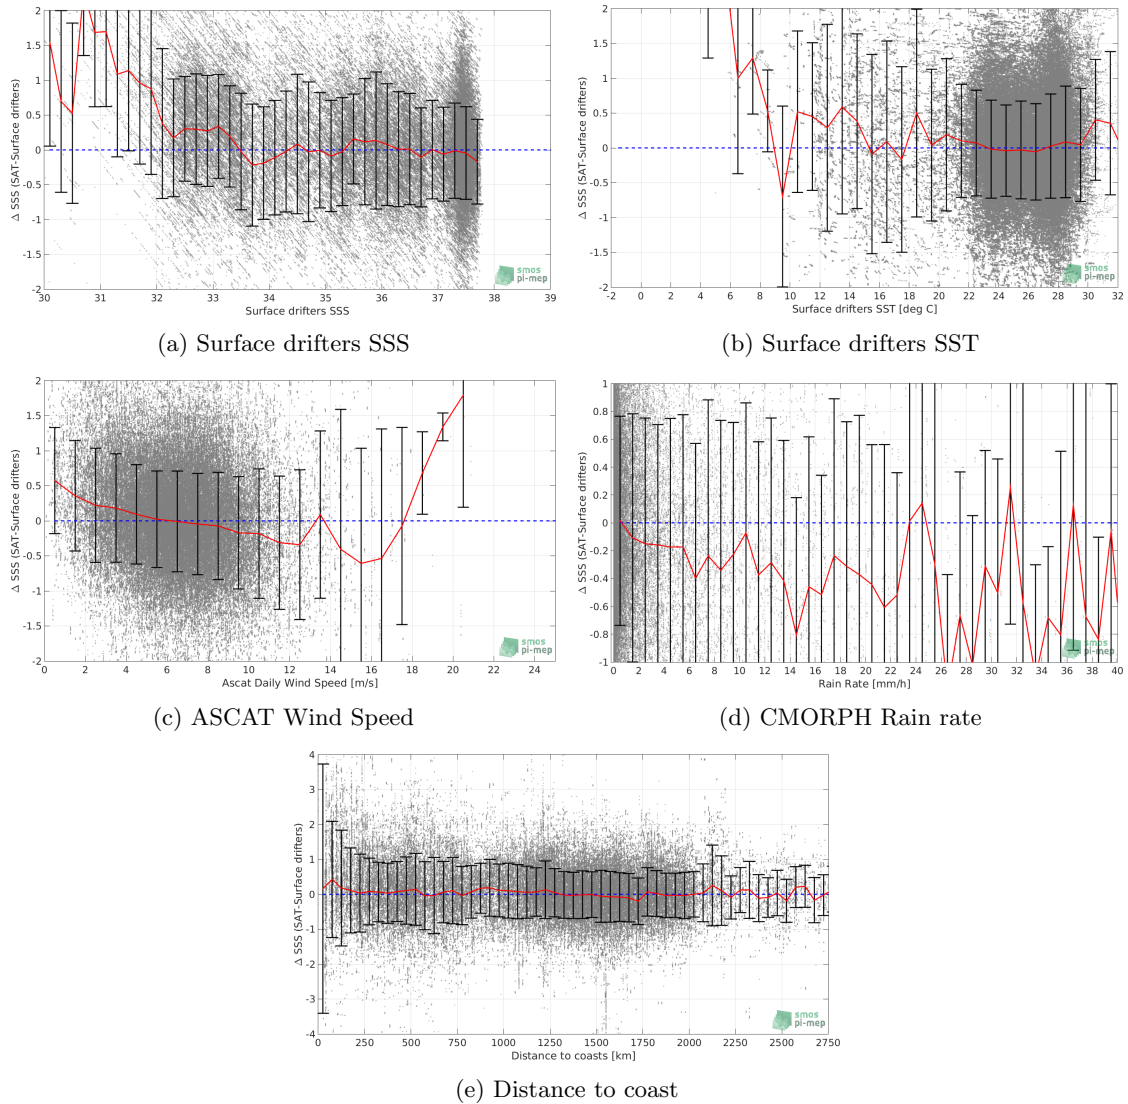 Δ SSS (SAT-Surface drifters)
2
1.5
1
0.5
0
-0.5
-1
-1.5
-2
30 31 32 33 34 35 36 37 38 39
Surface drifters SSS
smos
pi-mep
(a) Surface drifters SSS
Δ SSS (SAT-Surface drifters)
2
1.5
1
0.5
0
-0.5
-1
-1.5
-2
-2 0 2 4 6 8 10 12 14 16 18 20 22 24 26 28 30 32
Surface drifters SST [deg C]
smos
pi-mep
(b) Surface drifters SST
Δ SSS (SAT-Surface drifters)
2
1.5
1
0.5
0
-0.5
-1
-1.5
-2
0 2 4 6 8 10 12 14 16 18 20 22 24
Ascat Daily Wind Speed [m/s]
smos
pi-mep
(c) ASCAT Wind Speed
Δ SSS (SAT-Surface drifters)
1
0.8
0.6
0.4
0.2
0
-0.2
-0.4
-0.6
-0.8
-1
0 2 4 6 8 10 12 14 16 18 20 22 24 26 28 30 32 34 36 38 40
Rain Rate [mm/h]
smos
pi-mep
(d) CMORPH Rain rate
Δ SSS (SAT-Surface drifters)
4
3
2
1
0
-1
-2
-3
-4
0 250 500 750 1000 1250 1500 1750 2000 2250 2500 2750
Distance to coasts [km]
smos
pi-mep
(e) Distance to coast